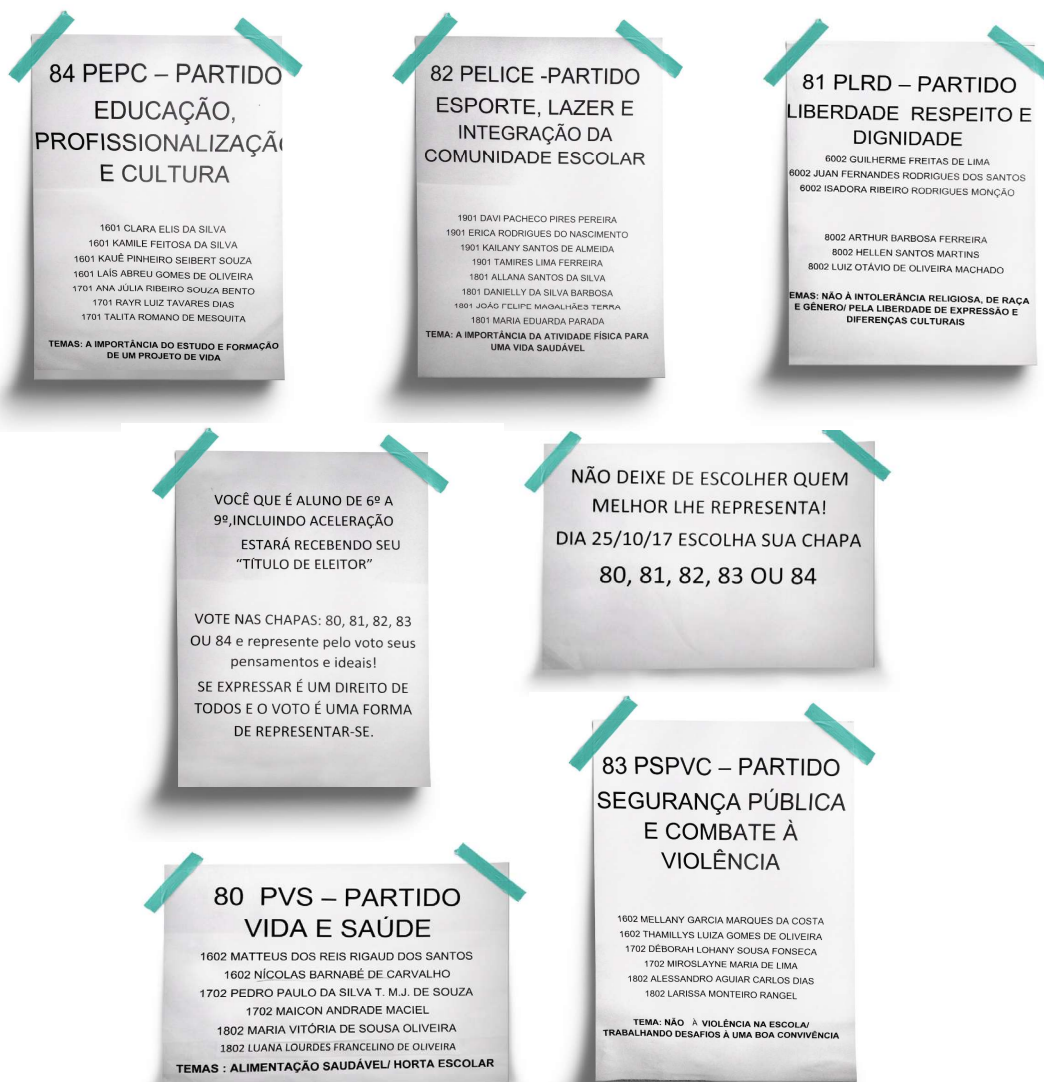 84 PEPC – PARTIDO
EDUCAÇÃO,
PROFISSIONALIZAÇÃO
E CULTURA
1601 CLARA ELIS DA SILVA
1601 KAMILE FEITOSA DA SILVA
1601 KAUÊ PINHEIRO SEIBERT SOUZA
1601 LAÍS ABREU GOMES DE OLIVEIRA
1701 ANA JÚLIA RIBEIRO SOUZA BENTO
1701 RAYR LUIZ TAVARES DIAS
1701 TALITA ROMANO DE MESQUITA
TEMAS: A IMPORTÂNCIA DO ESTUDO E FORMAÇÃO
DE UM PROJETO DE VIDA
82 PELICE -PARTIDO
ESPORTE, LAZER E
INTEGRAÇÃO DA
COMUNIDADE ESCOLAR
1901 DAVI PACHECO PIRES PEREIRA
1901 ERICA RODRIGUES DO NASCIMENTO
1901 KAILANY SANTOS DE ALMEIDA
1901 TAMIRES LIMA FERREIRA
1801 ALLANA SANTOS DA SILVA
1801 DANIELLY DA SILVA BARBOSA
1801 JOÃO FELIPE MAGALHÃES TERRA
1801 MARIA EDUARDA PARADA
TEMA: A IMPORTÂNCIA DA ATIVIDADE FÍSICA PARA
UMA VIDA SAUDÁVEL
81 PLRD – PARTIDO
LIBERDADE RESPEITO E
DIGNIDADE
6002 GUILHERME FREITAS DE LIMA
6002 JUAN FERNANDES RODRIGUES DOS SANTOS
6002 ISADORA RIBEIRO RODRIGUES MONÇÃO
8002 ARTHUR BARBOSA FERREIRA
8002 HELLEN SANTOS MARTINS
8002 LUIZ OTÁVIO DE OLIVEIRA MACHADO
EMAS: NÃO À INTOLERÂNCIA RELIGIOSA, DE RAÇA
E GÊNERO/ PELA LIBERDADE DE EXPRESSÃO E
DIFERENÇAS CULTURAIS
VOCÊ QUE É ALUNO DE 6º A
9º,INCLUINDO ACELERAÇÃO
ESTARÁ RECEBENDO SEU
“TÍTULO DE ELEITOR”
VOTE NAS CHAPAS: 80, 81, 82, 83
OU 84 e represente pelo voto seus
pensamentos e ideais!
SE EXPRESSAR É UM DIREITO DE
TODOS E O VOTO É UMA FORMA
DE REPRESENTAR-SE.
NÃO DEIXE DE ESCOLHER QUEM
MELHOR LHE REPRESENTA!
DIA 25/10/17 ESCOLHA SUA CHAPA
80, 81, 82, 83 OU 84
80 PVS – PARTIDO
VIDA E SAÚDE
1602 MATTEUS DOS REIS RIGAUD DOS SANTOS
1602 NÍCOLAS BARNABÉ DE CARVALHO
1702 PEDRO PAULO DA SILVA T. M.J. DE SOUZA
1702 MAICON ANDRADE MACIEL
1802 MARIA VITÓRIA DE SOUSA OLIVEIRA
1802 LUANA LOURDES FRANCELINO DE OLIVEIRA
TEMAS : ALIMENTAÇÃO SAUDÁVEL/ HORTA ESCOLAR
83 PSPVC – PARTIDO
SEGURANÇA PÚBLICA
E COMBATE À
VIOLÊNCIA
1602 MELLANY GARCIA MARQUES DA COSTA
1602 THAMILLYS LUIZA GOMES DE OLIVEIRA
1702 DÉBORAH LOHANY SOUSA FONSECA
1702 MIROSLAYNE MARIA DE LIMA
1802 ALESSANDRO AGUIAR CARLOS DIAS
1802 LARISSA MONTEIRO RANGEL
TEMA: NÃO À VIOLÊNCIA NA ESCOLA/
TRABALHANDO DESAFIOS À UMA BOA CONVIVÊNCIA